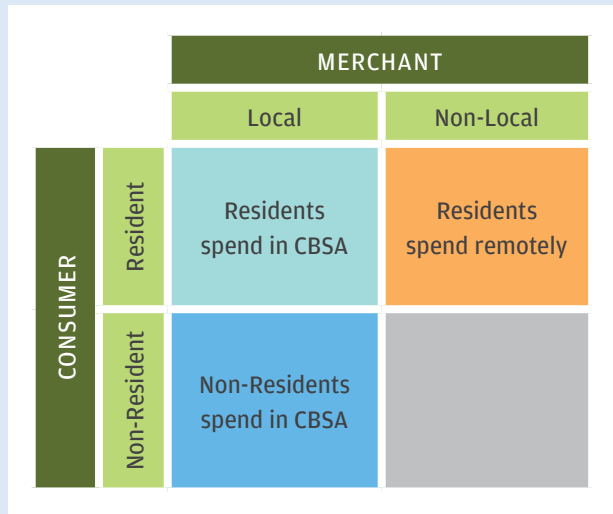 MERCHANT
Local
Non-Local
CONSUMER
Resident
Residents
spend in CBSA
Residents
spend remotely
Non-Resident
Non-Residents
spend in CBSA